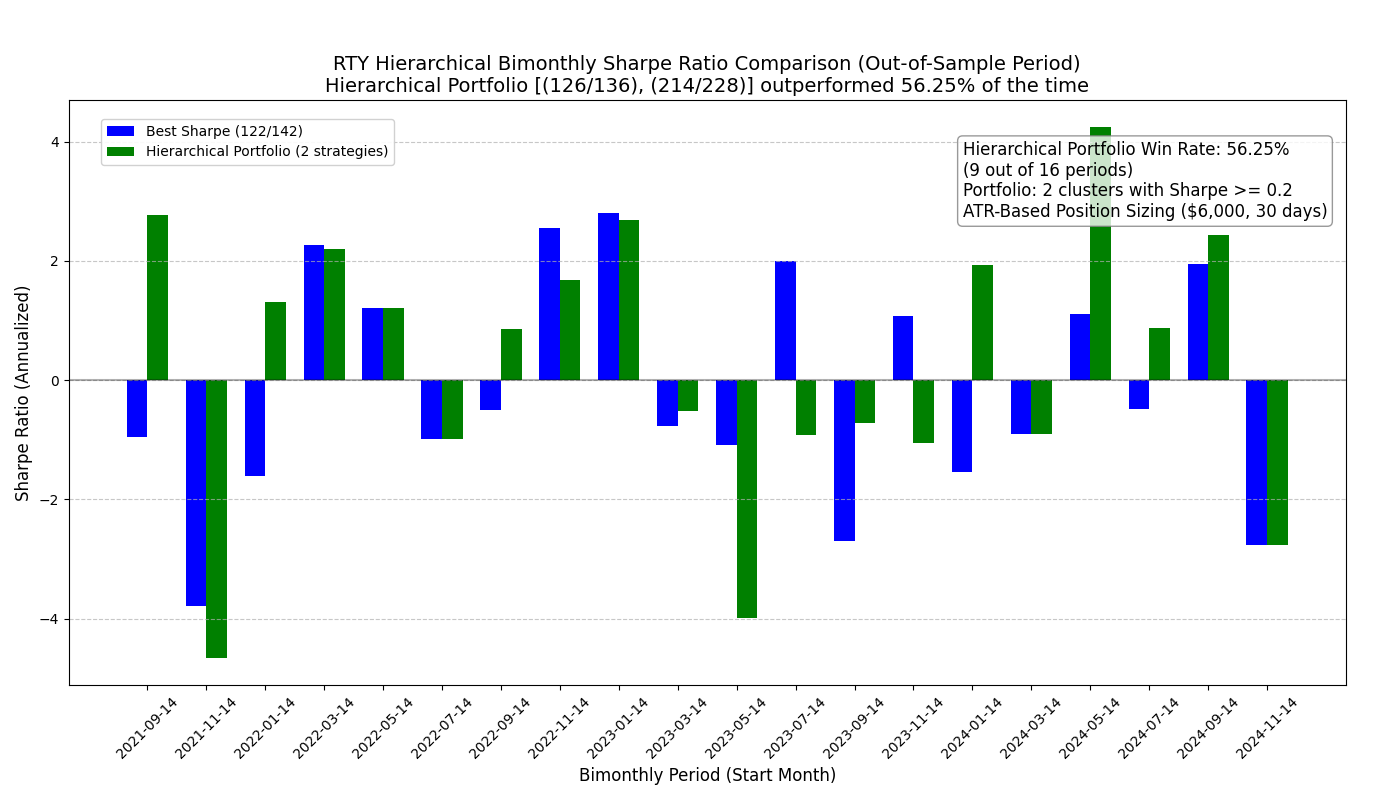 RTY Hierarchical Bimonthly Sharpe Ratio Comparison (Out-of-Sample Period)
Hierarchical Portfolio [(126/136), (214/228)] outperformed 56.25% of the time
Best Sharpe (122/142)
Hierarchical Portfolio (2 strategies)
Hierarchical Portfolio Win Rate: 56.25%
(9 out of 16 periods)
Portfolio: 2 clusters with Sharpe >= 0.2
ATR-Based Position Sizing ($6,000, 30 days)
Sharpe Ratio (Annualized)
4
2
0
−2
−4
2021-09-14
2021-11-14
2022-01-14
2022-03-14
2022-05-14
2022-07-14
2022-09-14
2022-11-14
2023-01-14
2023-03-14
2023-05-14
2023-07-14
2023-09-14
2023-11-14
2024-01-14
2024-03-14
2024-05-14
2024-07-14
2024-09-14
2024-11-14
Bimonthly Period (Start Month)